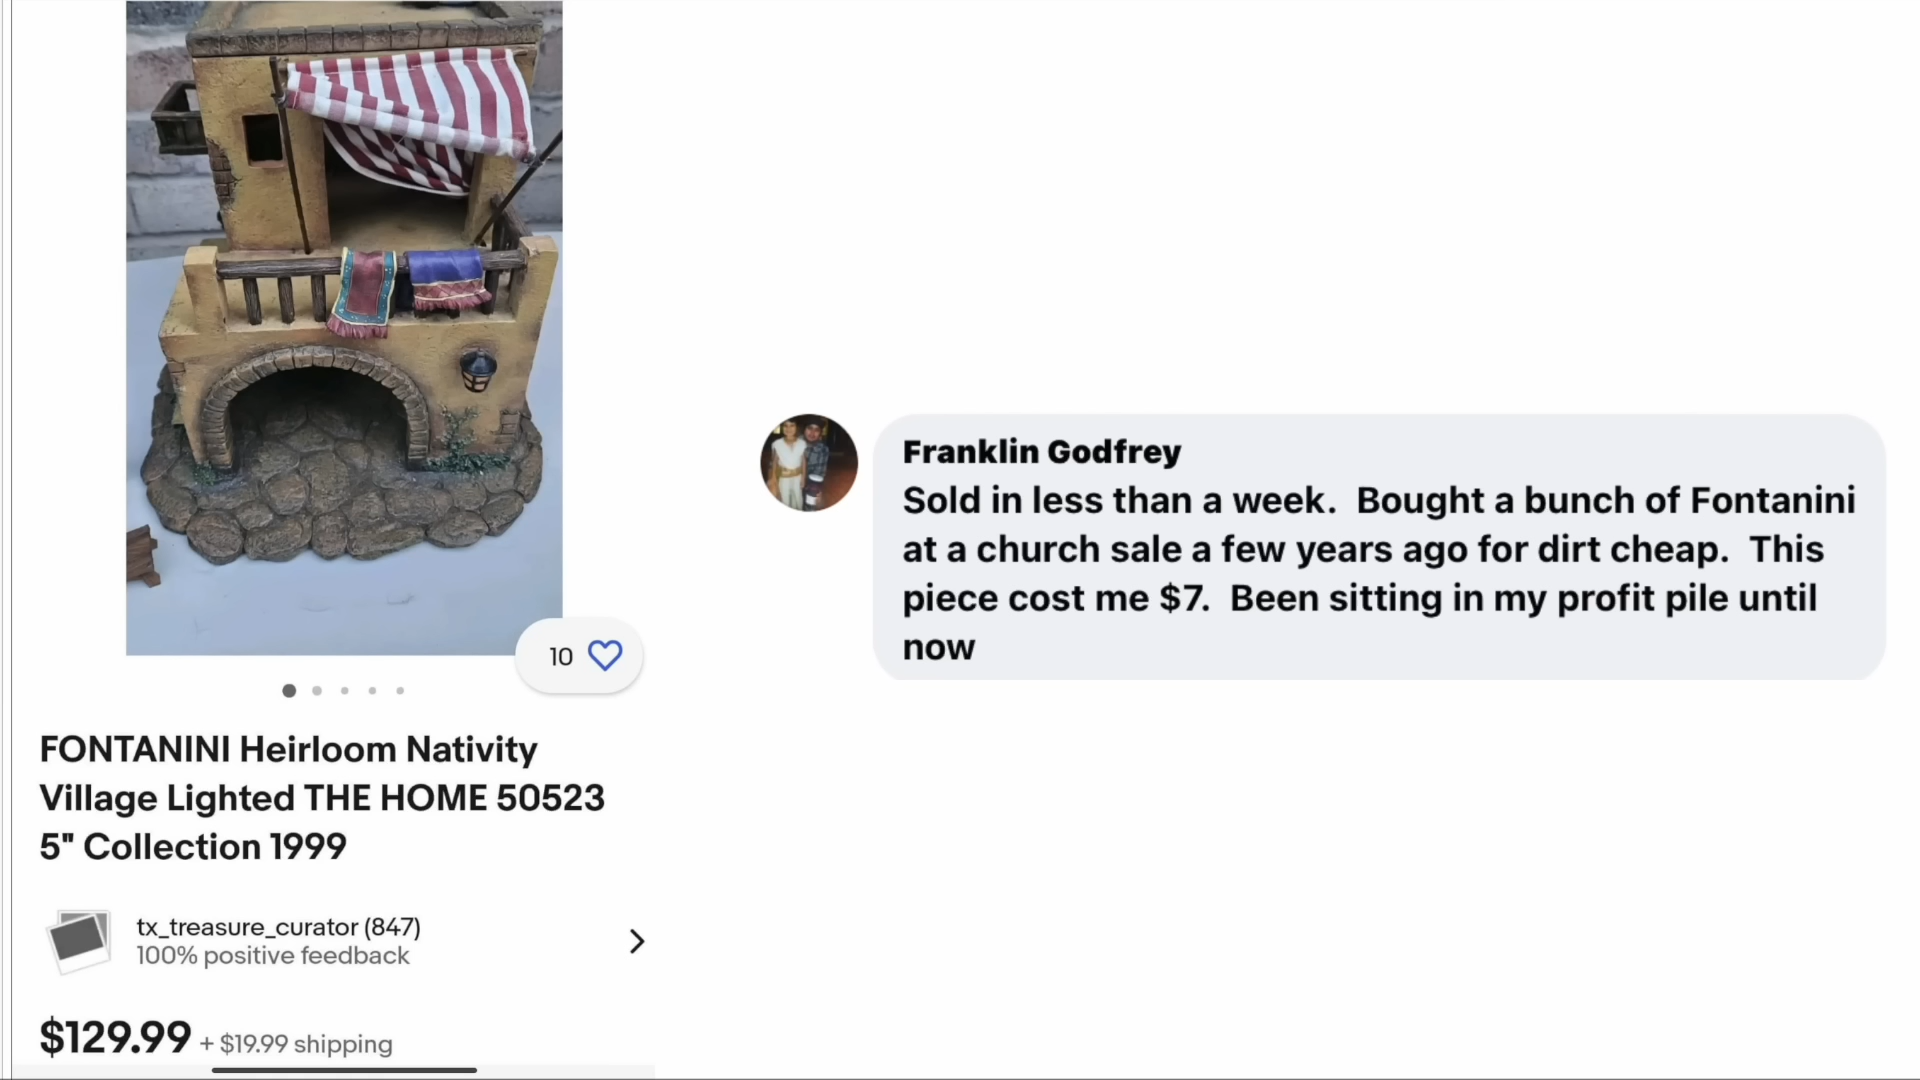 10
FONTANINI Heirloom Nativity
Village Lighted THE HOME 50523
5" Collection 1999
tx_treasure_curator (847)
100% positive feedback
$129.99 + $19.99 shipping
Franklin Godfrey
Sold in less than a week.  Bought a bunch of Fontanini
at a church sale a few years ago for dirt cheap.  This
piece cost me $7.  Been sitting in my profit pile until
now